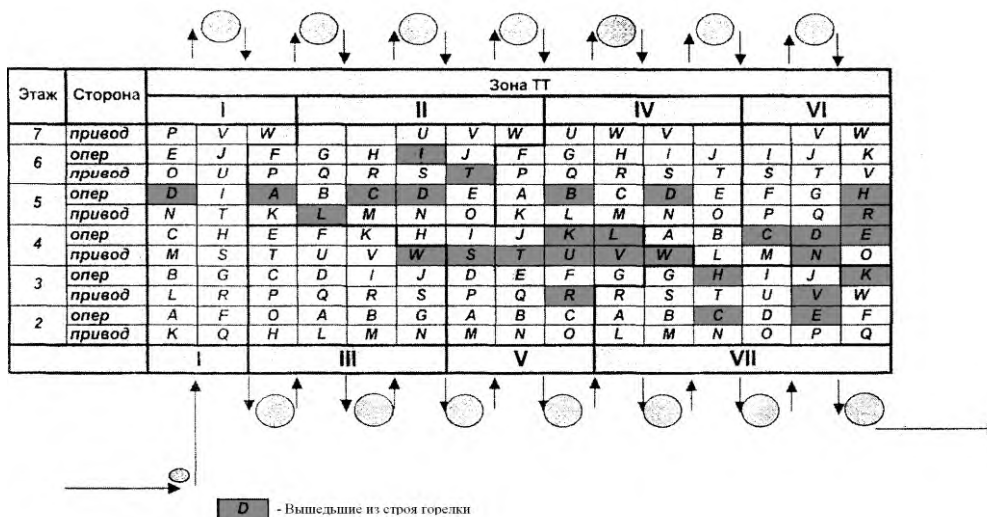 Зона ТТ
Этаж Сторона
I II IV VI
7 привод P V W U V W U W V V W
6 опер E J F G H I J F G H I J I J K
привод O U P Q R S T P Q R S T S T V
5 опер D I A B C D E A B C D E F G H
привод N T K L M N O K L M N O P Q R
4 опер C H E F K H I J K L A B C D E
привод M S T U V W S T U V W L M N O
3 опер B G C D I J D E F G G H I J K
привод L R P Q R S P Q R R S T U V W
2 опер A F O A B G A B C A B C D E F
привод K Q H L M N M N O L M N O P Q
I III V VII
D - Вышедшие из строя горелки